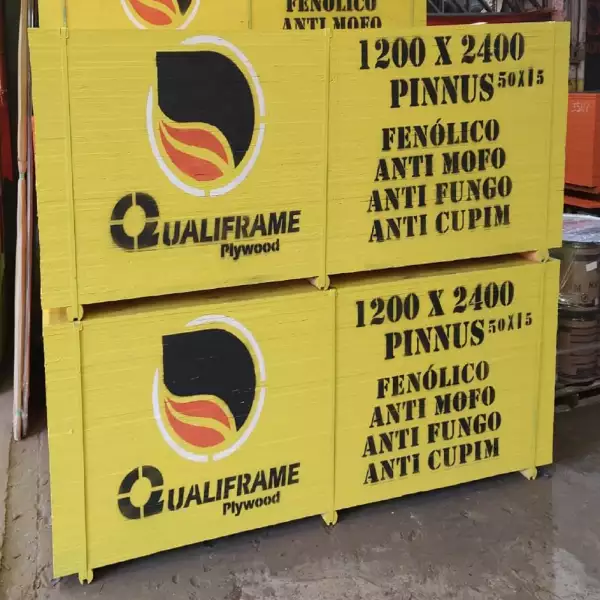 FENÓLICO
ANTI MOFO
1200 X 2400
PINNUS 50X15
FENÓLICO
ANTI MOFO
ANTI FUNGO
ANTI CUPIM
QUALIFRAME
Plywood
1200 X 2400
PINNUS 50X15
FENÓLICO
ANTI MOFO
ANTI FUNGO
ANTI CUPIM
QUALIFRAME
Plywood